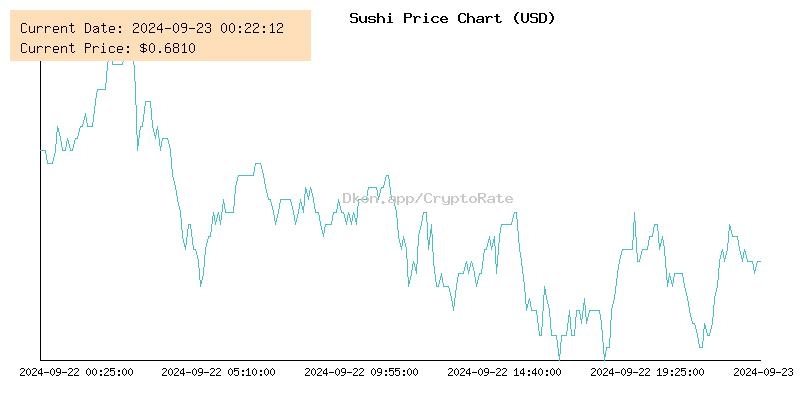 Sushi Price Chart (USD)
Current Date: 2024-09-23 00:22:12
Current Price: $0.6810
Dkon.app/CryptoRate
2024-09-22 00:25:00 2024-09-22 05:10:00 2024-09-22 09:55:00 2024-09-22 14:40:00 2024-09-22 19:25:00 2024-09-23